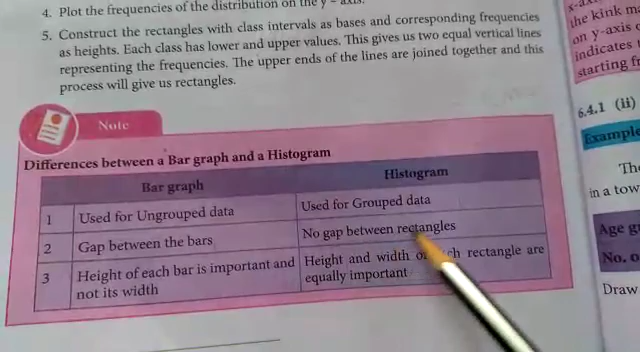 4. Plot the frequencies of the distribution on the y – axis.
5. Construct the rectangles with class intervals as bases and corresponding frequencies
as heights. Each class has lower and upper values. This gives us two equal vertical lines
representing the frequencies. The upper ends of the lines are joined together and this
process will give us rectangles.
Note
Differences between a Bar graph and a Histogram
Bar graph Histogram
1 Used for Ungrouped data Used for Grouped data
2 Gap between the bars No gap between rectangles
3 Height of each bar is important and Height and width of each rectangle are
not its width equally important
the kink
on y-axis
indicates
starting
6.4.1 (ii)
Example
in a tow
Age
No. o
Draw